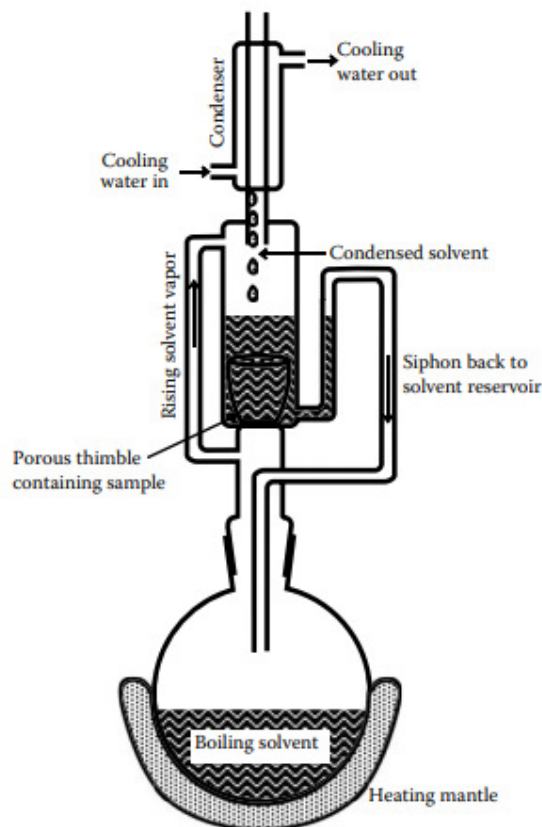 Cooling
water out
Condenser
Cooling
water in
Condensed solvent
Rising solvent vapor
Siphon back to
solvent reservoir
Porous thimble
containing sample
Boiling solvent
Heating mantle